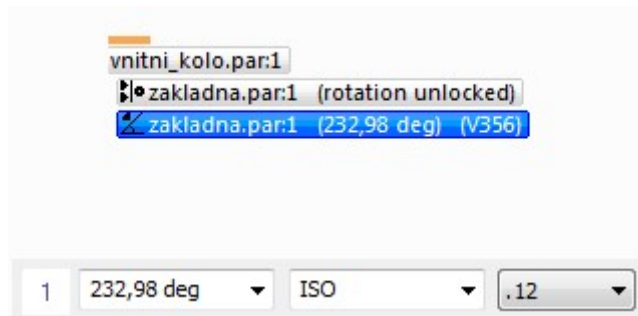 vnitni_kolo.par:1
zakladna.par:1 (rotation unlocked)
zakladna.par:1 (232,98 deg) (V356)
1 232,98 deg ISO .12